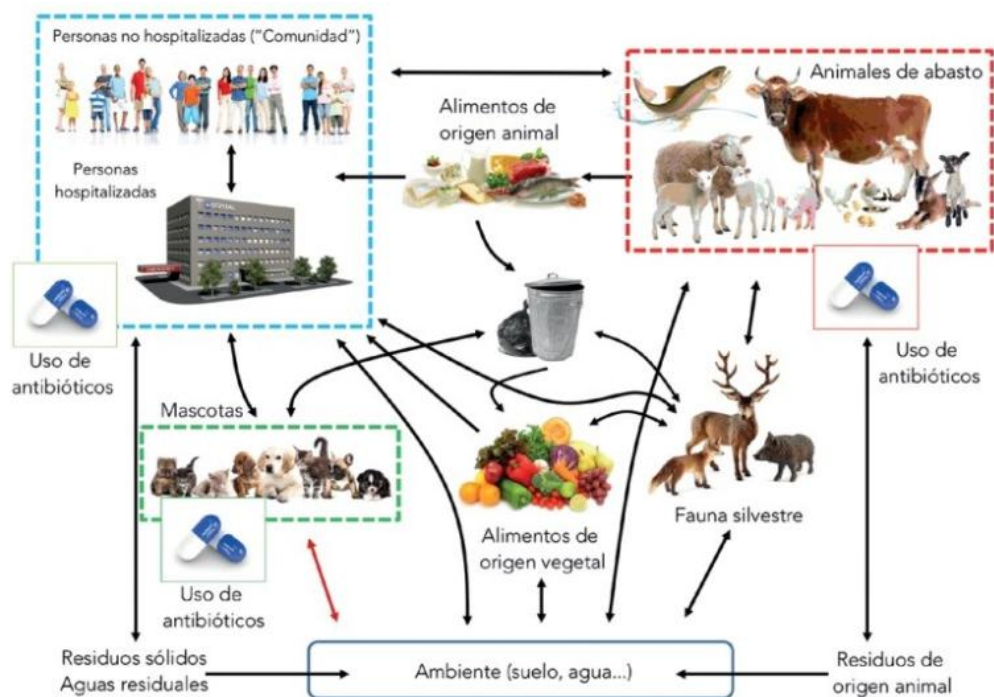 Personas no hospitalizadas ("Comunidad")
Animales de abasto
Alimentos de
origen animal
Personas
hospitalizadas
Uso de
antibióticos
Uso de
antibióticos
Mascotas
Fauna silvestre
Alimentos de
origen vegetal
Uso de
antibióticos
Residuos sólidos
Aguas residuales
Ambiente (suelo, agua...)
Residuos de
origen animal